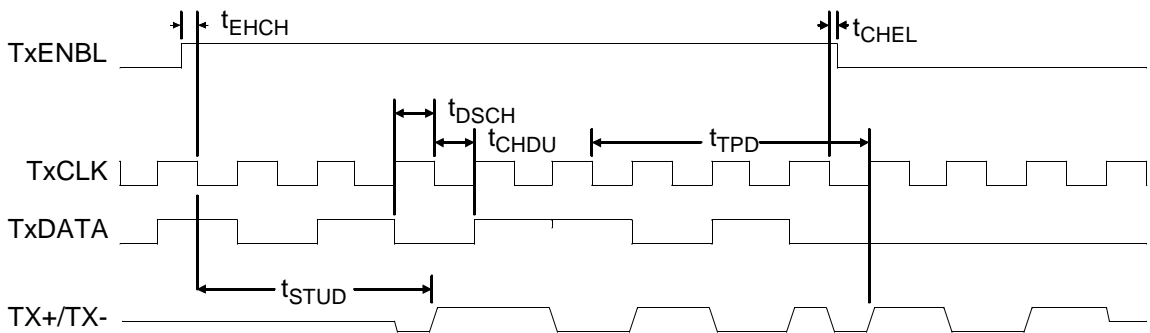 tEHCH
TxENBL
tCHEL
tDSCH
tCHDU
tTPD
TxCLK
TxDATA
tSTUD
TX+/TX-